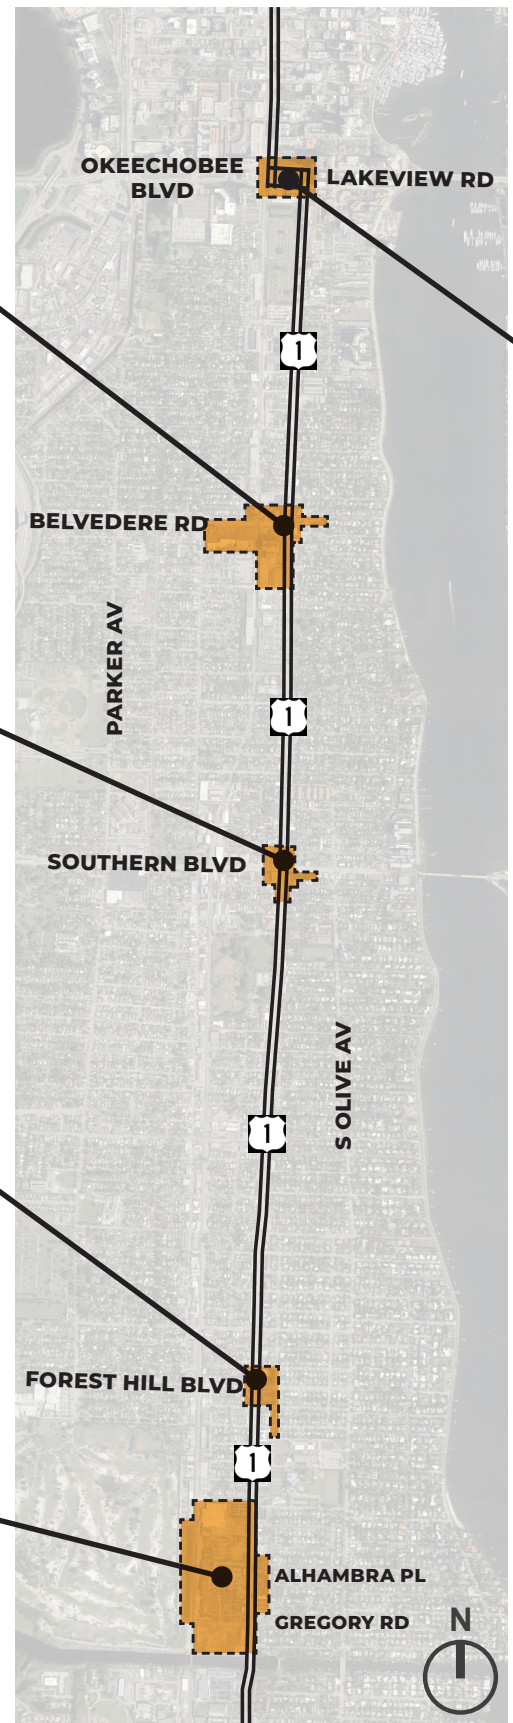 OKEECHOBEE
BLVD
LAKEVIEW RD
1
BELVEDERE RD
PARKER AV
1
SOUTHERN BLVD
S OLIVE AV
1
FOREST HILL BLVD
1
ALHAMBRA PL
GREGORY RD
N